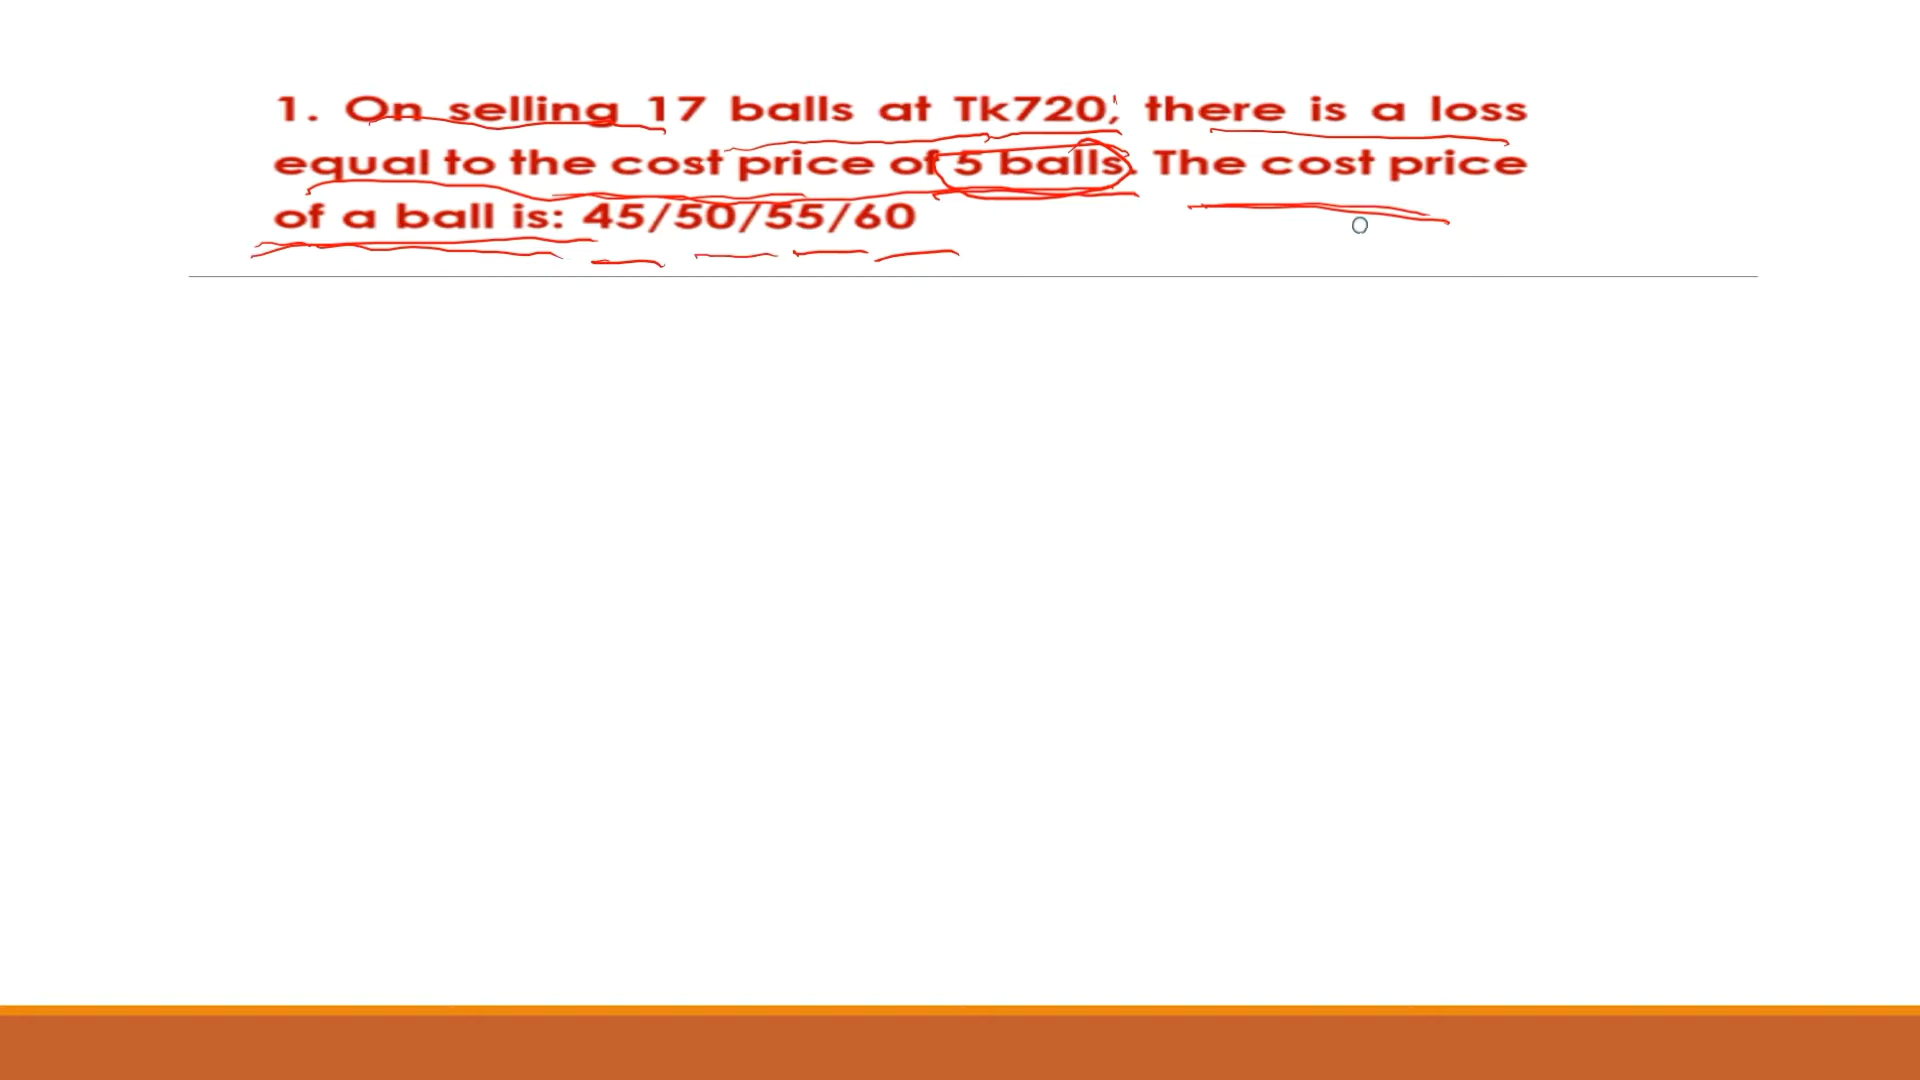 1. On selling 17 balls at Tk720, there is a loss
equal to the cost price of 5 balls. The cost price
of a ball is: 45/50/55/60